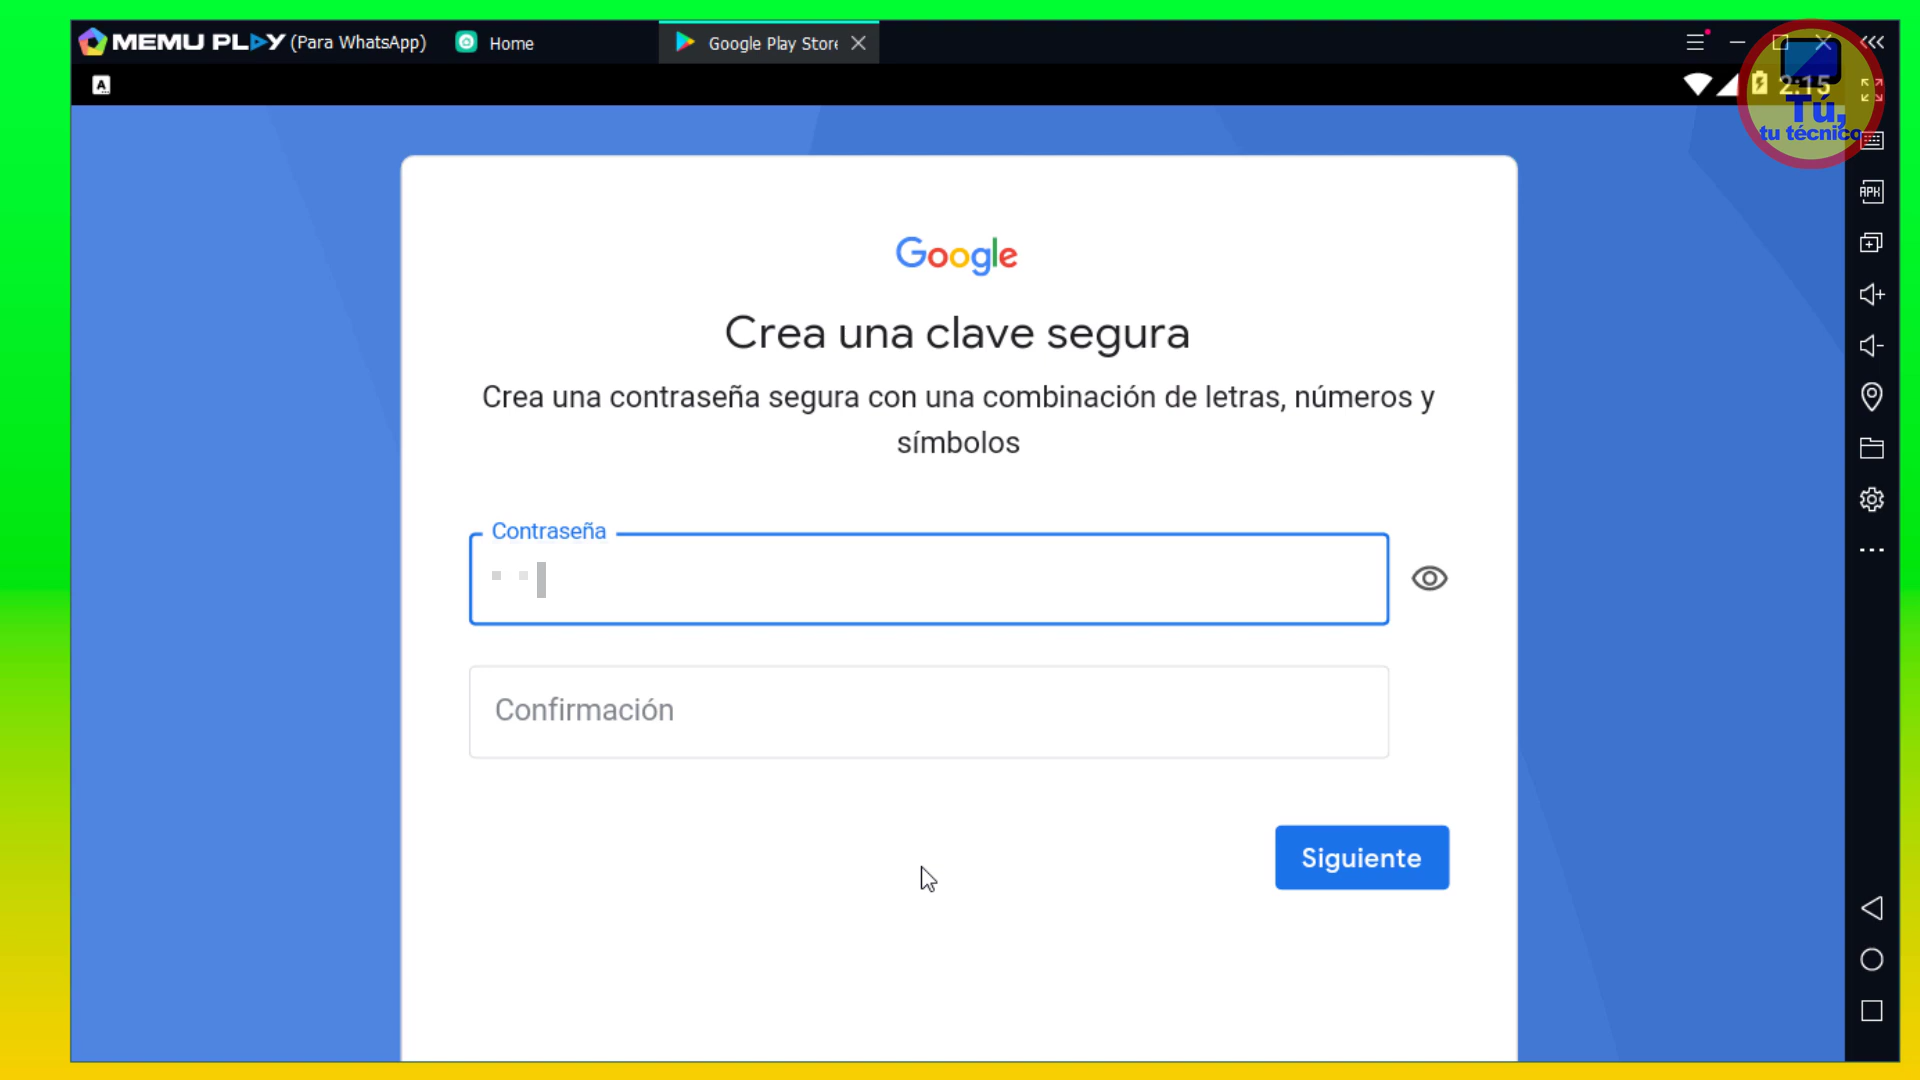 MEMU PLAY (Para WhatsApp)
Home
Google Play Store
A
2:15
Tú,
tu técnico
APK
Google
Crea una clave segura
Crea una contraseña segura con una combinación de letras, números y
símbolos
Contraseña
Confirmación
Siguiente